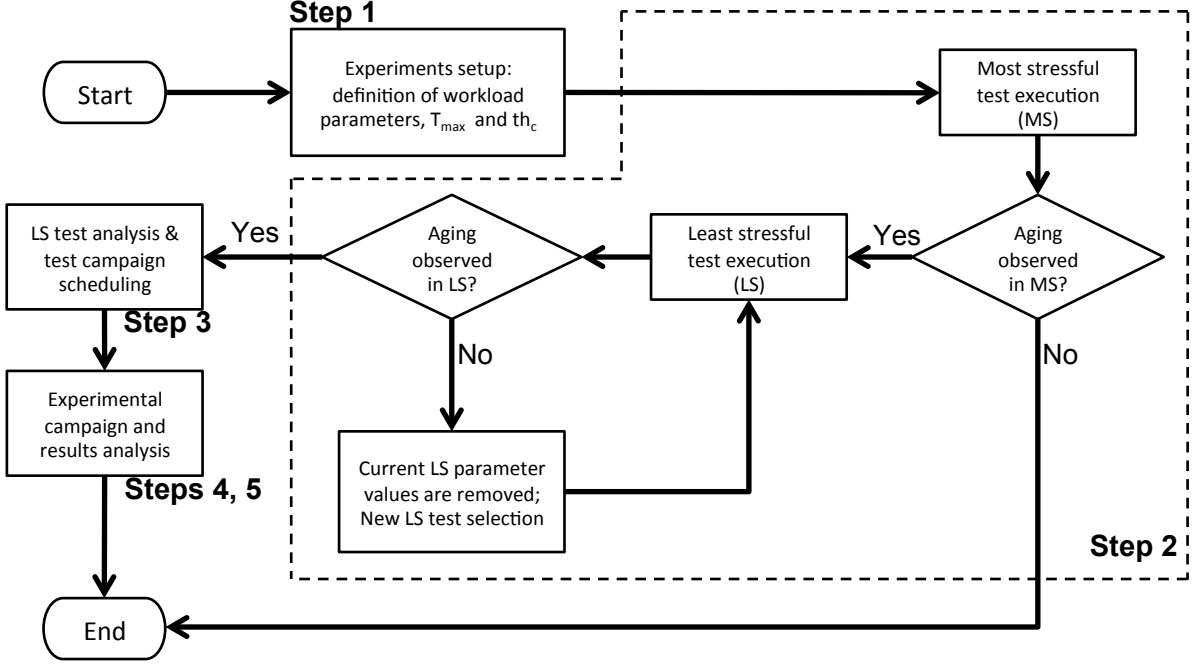 Step 1
Start
Experiments setup:
definition of workload
parameters, Tmax and thc
Most stressful
test execution
(MS)
Aging
observed
in MS?
Yes
No
Least stressful
test execution
(LS)
Aging
observed
in LS?
Yes
No
Current LS parameter
values are removed;
New LS test selection
Step 2
LS test analysis &
test campaign
scheduling
Step 3
Experimental
campaign and
results analysis
Steps 4, 5
End